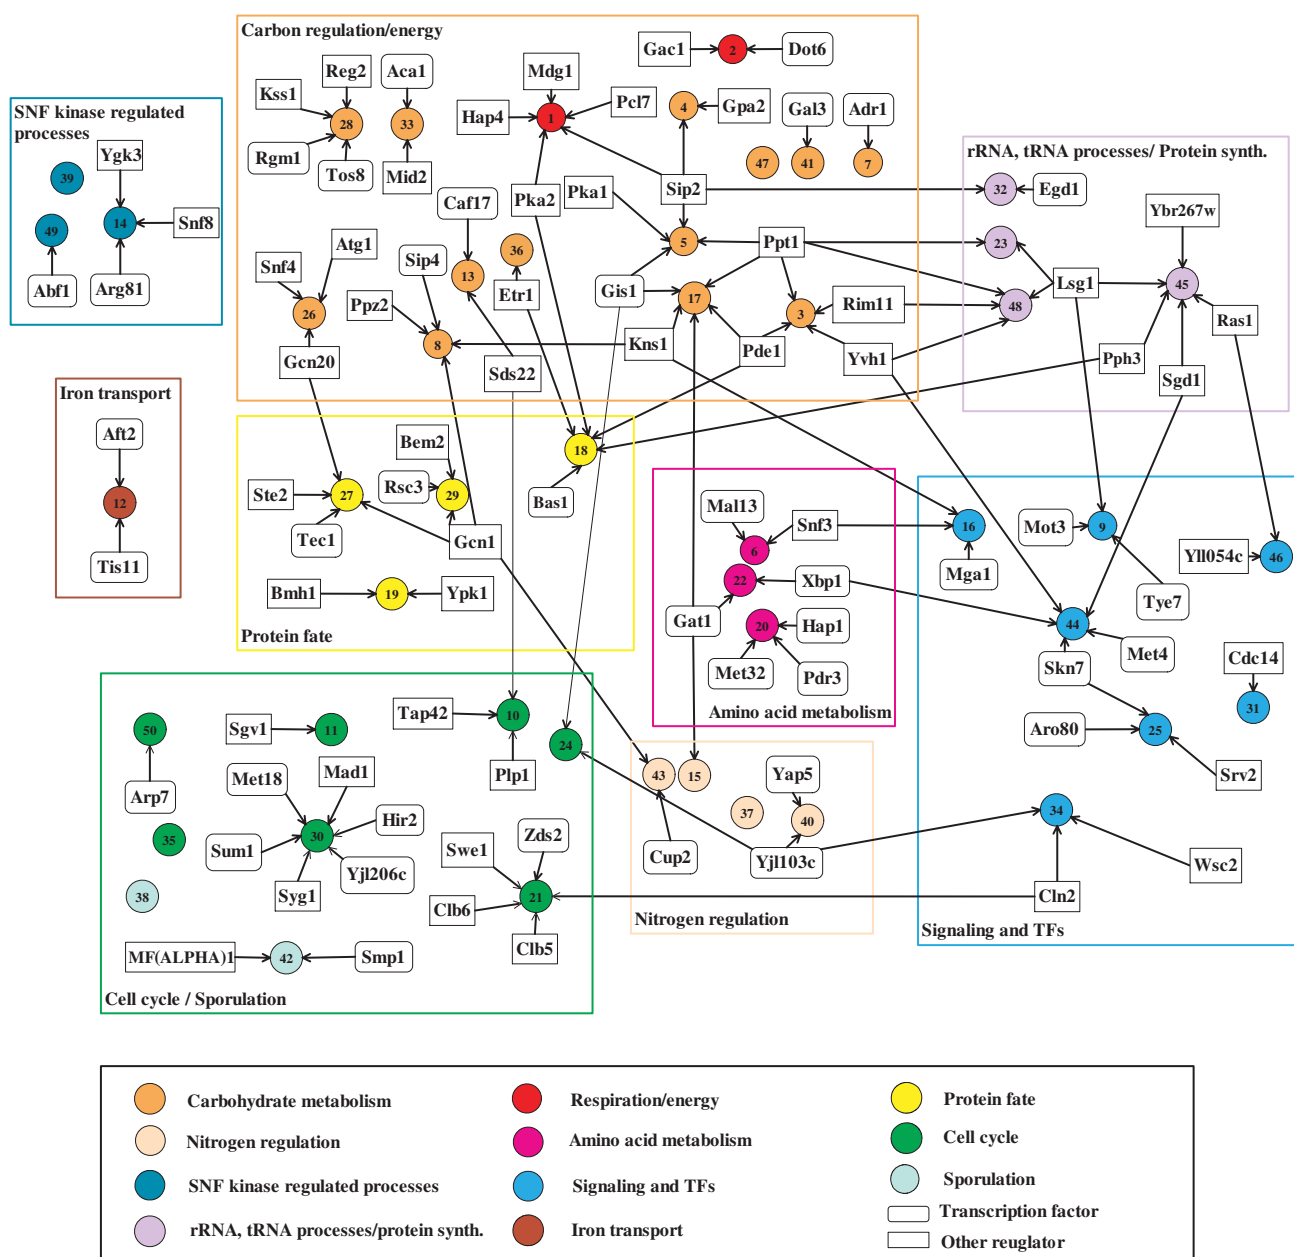 Carbon regulation/energy
Gac1
2
Dot6
Reg2
Aca1
Mdg1
Kss1
Pcl7
Gpa2
Gal3
Adr1
Hap4
1
4
28
33
47
41
7
Rgm1
Tos8
Mid2
SNF kinase regulated
processes
Ygk3
39
14
Snf8
49
Abf1
Arg81
rRNA, tRNA processes/ Protein synth.
32
Egd1
Ybr267w
23
Lsg1
45
48
Ras1
Pph3
Sgd1
Caf17
Pka2
Pka1
Sip2
Atg1
Sip4
36
5
Ppt1
Snf4
13
Etr1
Gis1
17
Rim11
Ppz2
3
26
8
Kns1
Pde1
Yvh1
Gcn20
Sds22
Iron transport
Aft2
12
Tis11
Bem2
18
Ste2
27
Rsc3
29
Bas1
Tec1
Gcn1
Bmh1
19
Ypk1
Protein fate
Mal13
Snf3
6
22
Xbp1
Gat1
20
Hap1
Met32
Pdr3
Amino acid metabolism
16
Mga1
Mot3
9
Yll054c
46
Tye7
44
Met4
Skn7
Cdc14
31
Aro80
25
Srv2
34
Wsc2
Cln2
Signaling and TFs
50
Sgv1
11
Tap42
10
24
Plp1
Arp7
Met18
Mad1
35
Hir2
Sum1
30
Yjl206c
Syg1
38
Swe1
Zds2
Clb6
21
Clb5
MF(ALPHA)1
42
Smp1
Cell cycle / Sporulation
43
15
Yap5
37
40
Cup2
Yjl103c
Nitrogen regulation
Carbohydrate metabolism
Respiration/energy
Protein fate
Nitrogen regulation
Amino acid metabolism
Cell cycle
SNF kinase regulated processes
Signaling and TFs
Sporulation
rRNA, tRNA processes/protein synth.
Iron transport
Transcription factor
Other reuglator